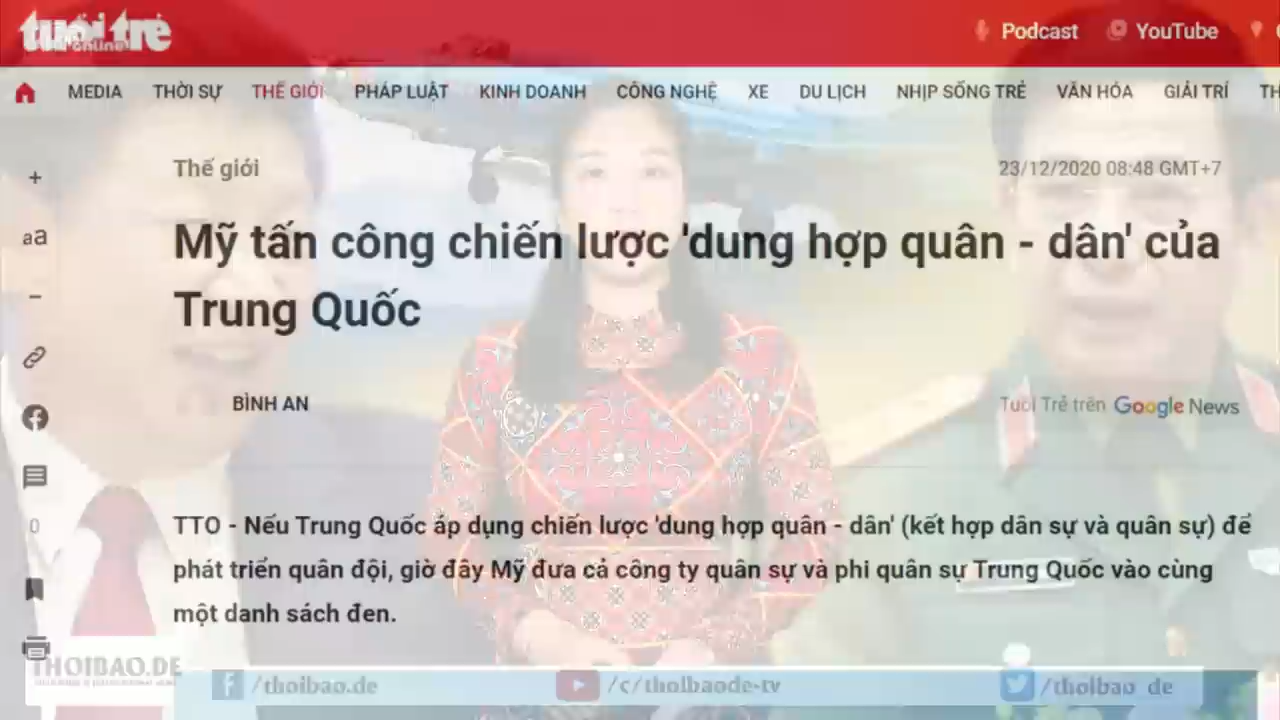 tuổi trẻ
online
Podcast
YouTube
MEDIA THỜI SỰ THẾ GIỚI PHÁP LUẬT KINH DOANH CÔNG NGHỆ XE DU LỊCH NHỊP SỐNG TRẺ VĂN HÓA GIẢI TRÍ TH
Thế giới
23/12/2020 08:48 GMT+7
+
aa
Mỹ tấn công chiến lược 'dung hợp quân - dân' của
Trung Quốc
BÌNH AN
Tuổi Trẻ trên Google News
TTO - Nếu Trung Quốc áp dụng chiến lược 'dung hợp quân - dân' (kết hợp dân sự và quân sự) để
0
phát triển quân đội, giờ đây Mỹ đưa cả công ty quân sự và phi quân sự Trung Quốc vào cùng
một danh sách đen.
THOIBAO.DE
/thoibao.de
/c/thoibaode-tv
/thoibao_de